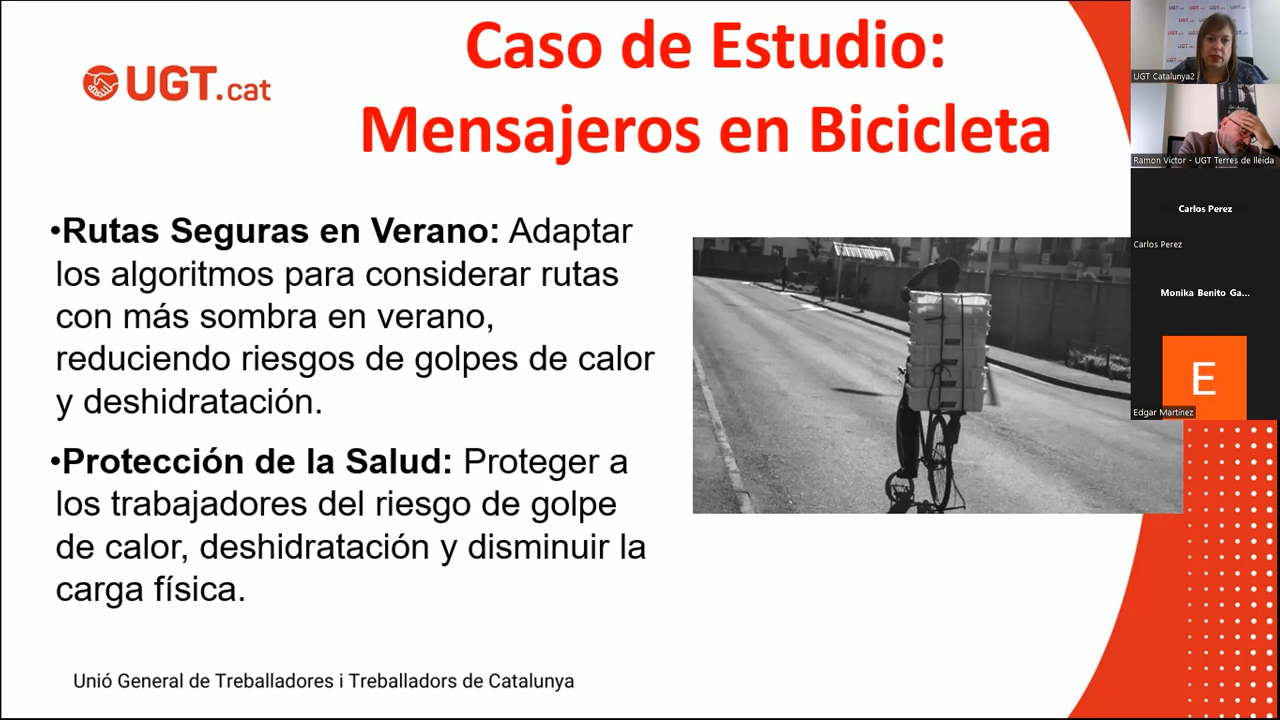 Caso de Estudio:
Mensajeros en Bicicleta
UGT.cat
•Rutas Seguras en Verano: Adaptar
los algoritmos para considerar rutas
con más sombra en verano,
reduciendo riesgos de golpes de calor
y deshidratación.
•Protección de la Salud: Proteger a
los trabajadores del riesgo de golpe
de calor, deshidratación y disminuir la
carga física.
Unió General de Treballadores i Treballadors de Catalunya
UGT Catalunya2
Ramon Victor - UGT Terres de lleida
Carlos Perez
Carlos Perez
Monika Benito Ga...
E
Edgar Martínez